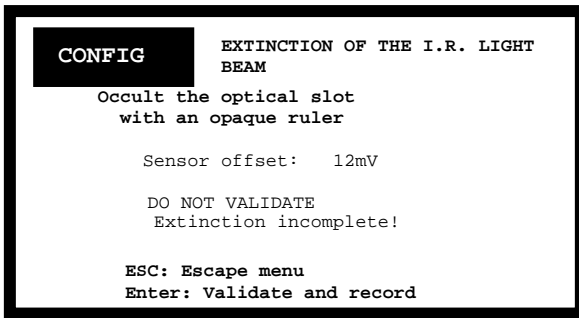 CONFIG
EXTINCTION OF THE I.R. LIGHT
BEAM
Occult the optical slot
with an opaque ruler
Sensor offset: 12mV
DO NOT VALIDATE
Extinction incomplete!
ESC: Escape menu
Enter: Validate and record